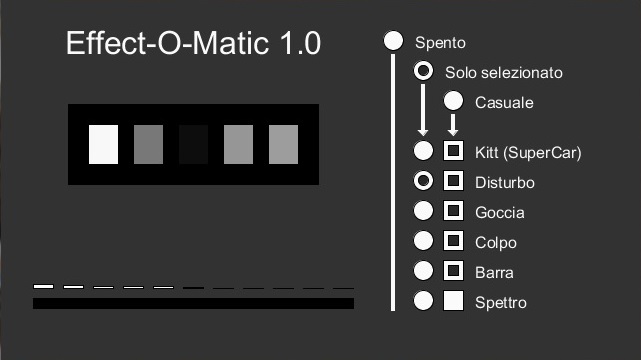 Effect-O-Matic 1.0
Spento
Solo selezionato
Casuale
Kitt (SuperCar)
Disturbo
Goccia
Colpo
Barra
Spettro